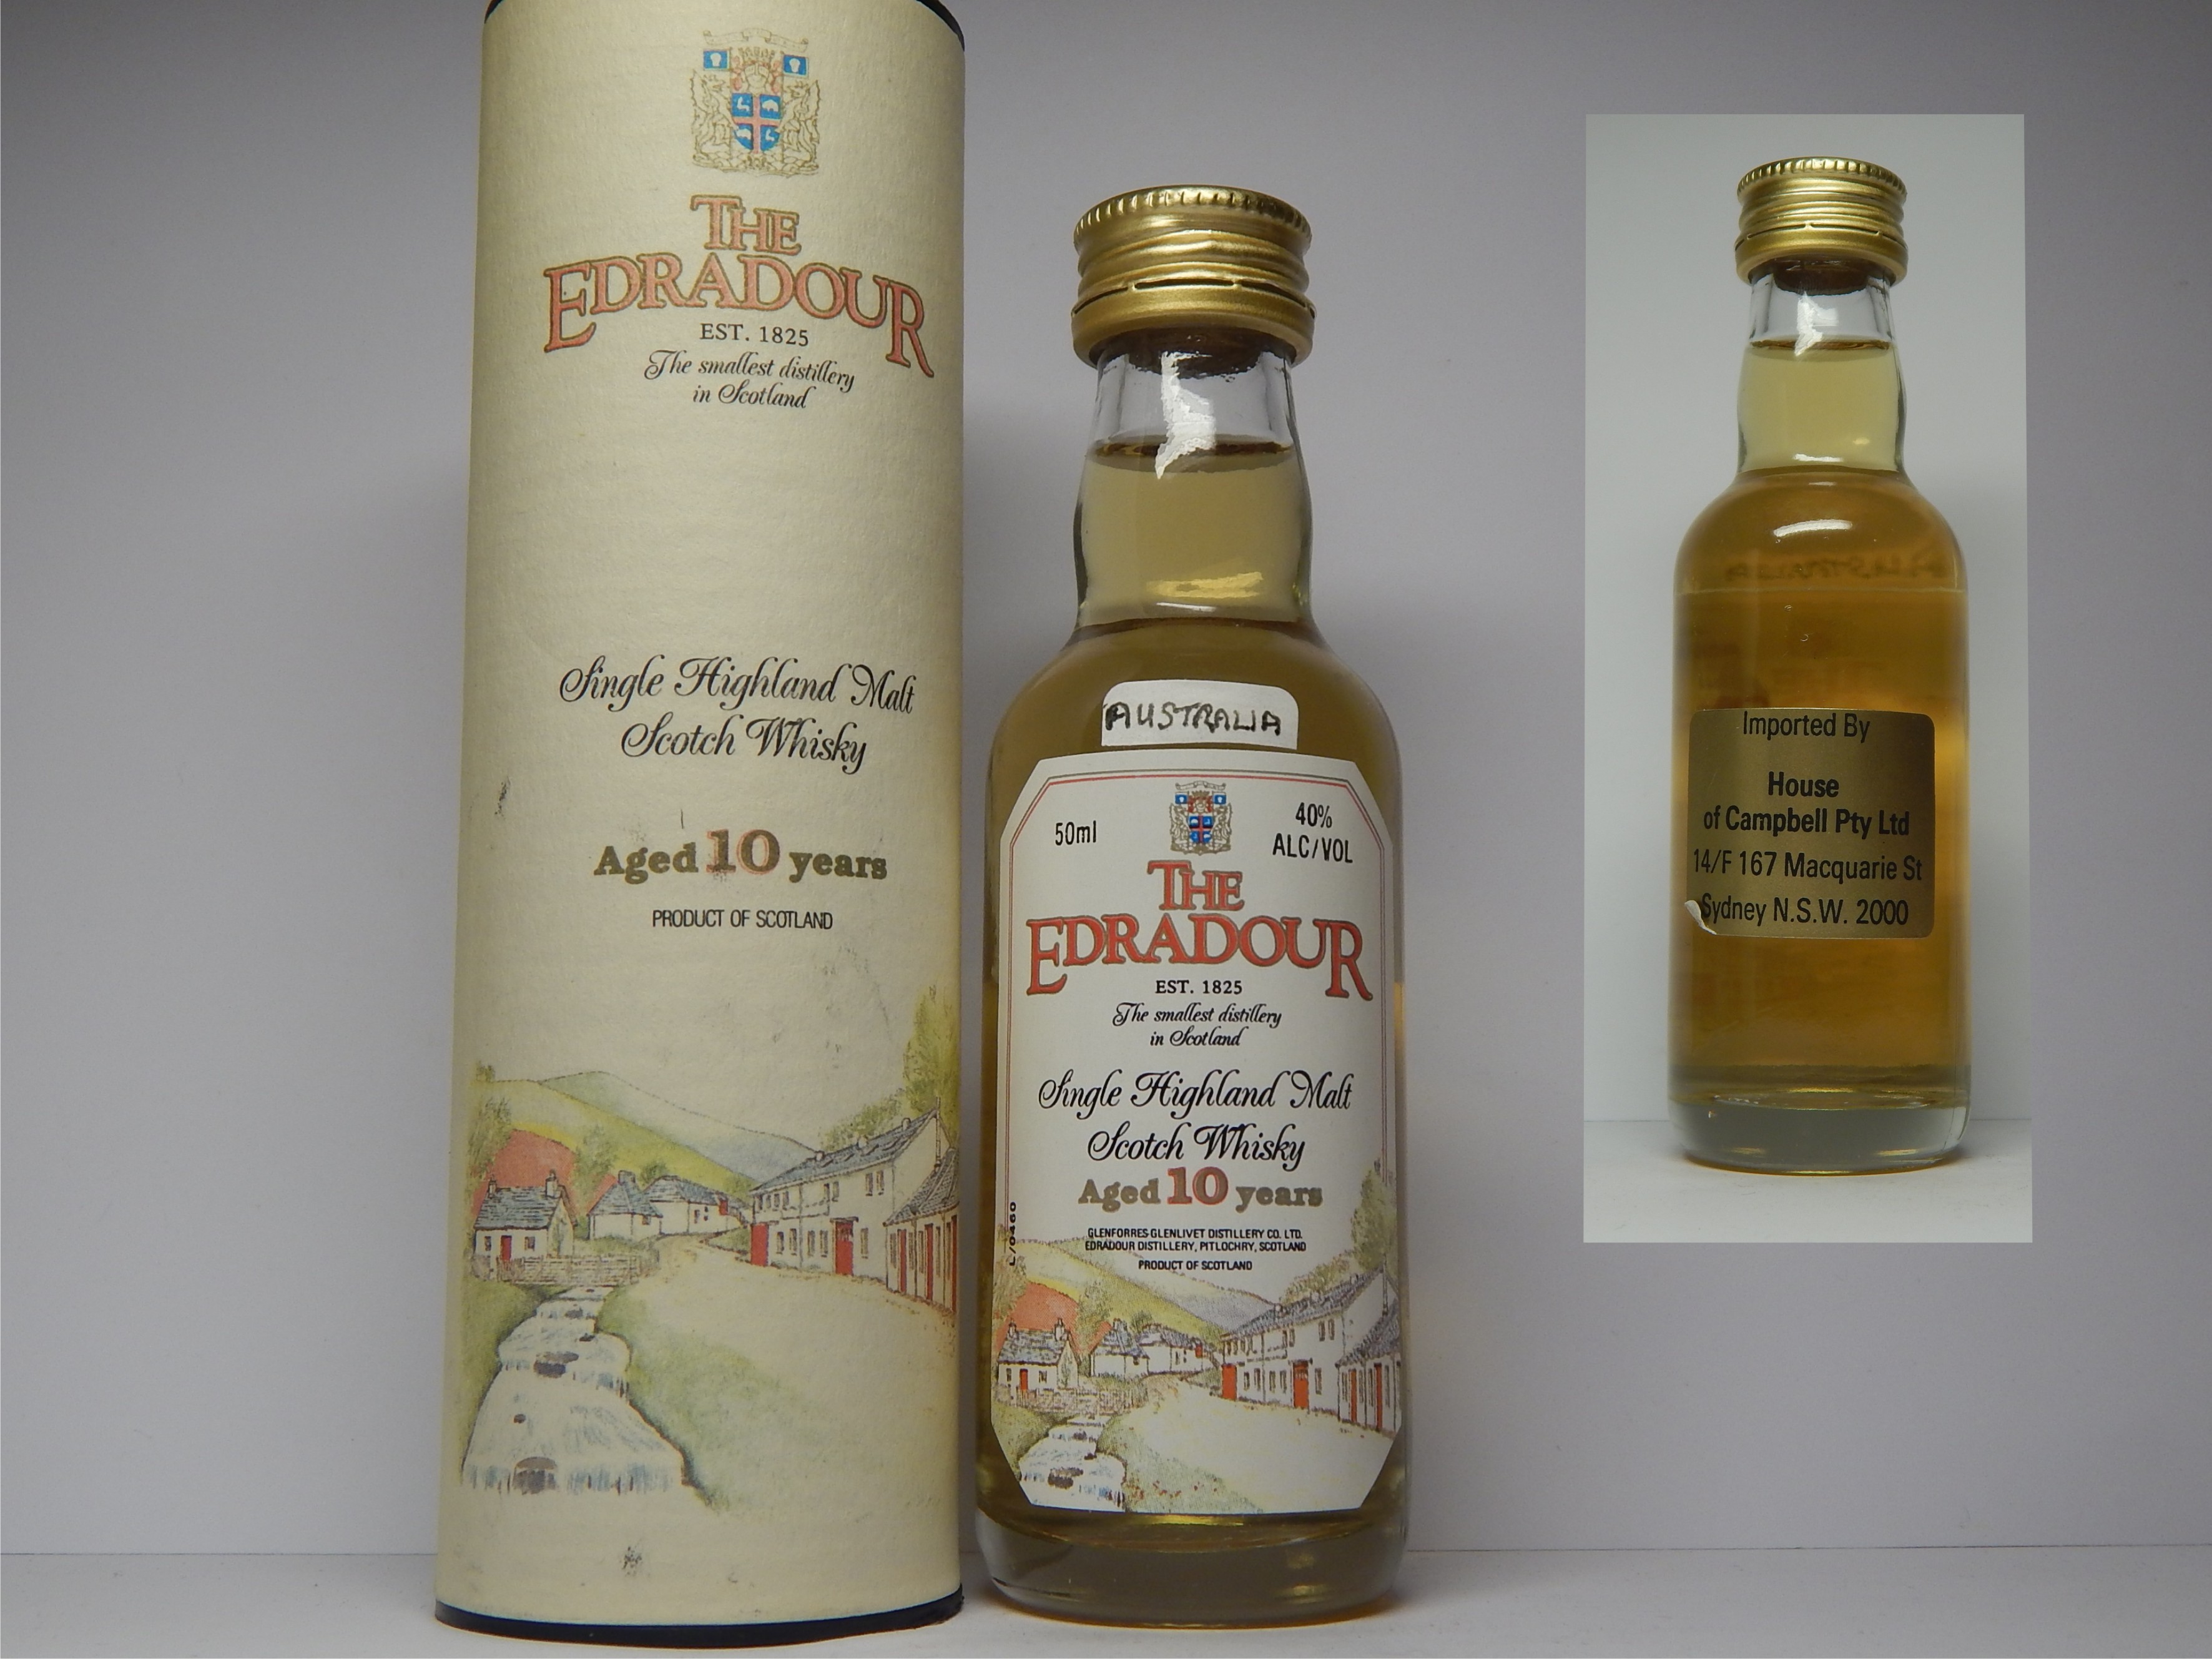 THE
EDRADOUR
EST. 1825
The smallest distillery
in Scotland
Single Highland Malt
Scotch Whisky
Aged 10 years
PRODUCT OF SCOTLAND
AUSTRALIA
50ml
40%
ALC/VOL
THE
EDRADOUR
EST. 1825
The smallest distillery
in Scotland
Single Highland Malt
Scotch Whisky
Aged 10 years
GLENFORRES-GLENLIVET DISTILLERY CO. LTD.
EDRADOUR DISTILLERY, PITLOCHRY, SCOTLAND
PRODUCT OF SCOTLAND
L/0460
Imported By
House
of Campbell Pty Ltd
14/F 167 Macquarie St
Sydney N.S.W. 2000